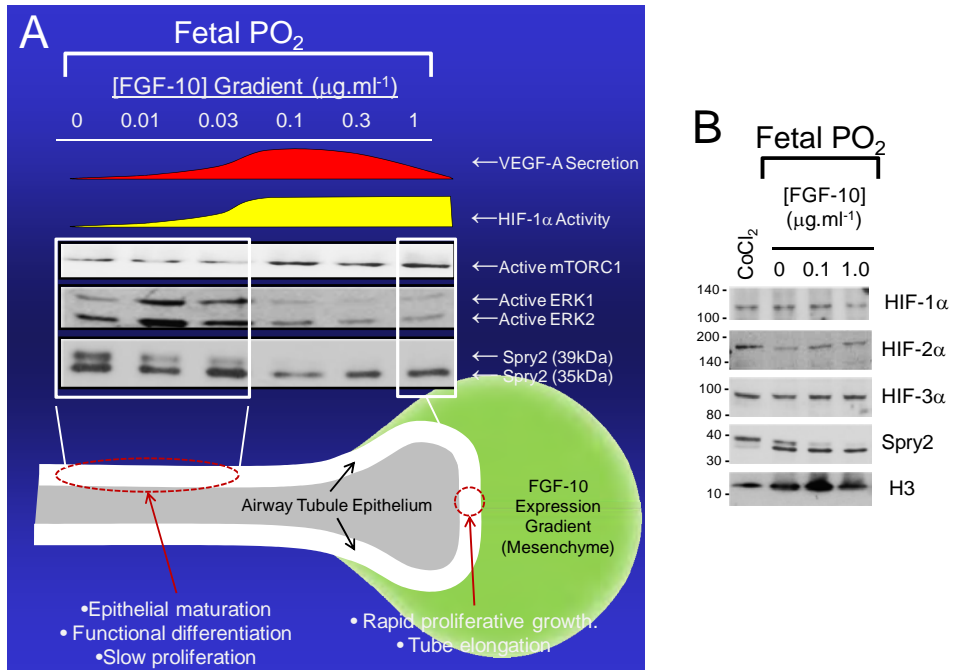 A
Fetal PO2
[FGF-10] Gradient (μg.ml-1)
0 0.01 0.03 0.1 0.3 1
←VEGF-A Secretion
←HIF-1α Activity
←Active mTORC1
←Active ERK1
←Active ERK2
←Spry2 (39kDa)
←Spry2 (35kDa)
Airway Tubule Epithelium
FGF-10
Expression
Gradient
(Mesenchyme)
•Epithelial maturation
• Functional differentiation
•Slow proliferation
• Rapid proliferative growth.
• Tube elongation
B
Fetal PO2
[FGF-10]
(μg.ml-1)
CoCl2
0 0.1 1.0
140 -
100 -
HIF-1α
200 -
140 -
HIF-2α
100 -
80 -
HIF-3α
40 -
30 -
Spry2
10 -
H3